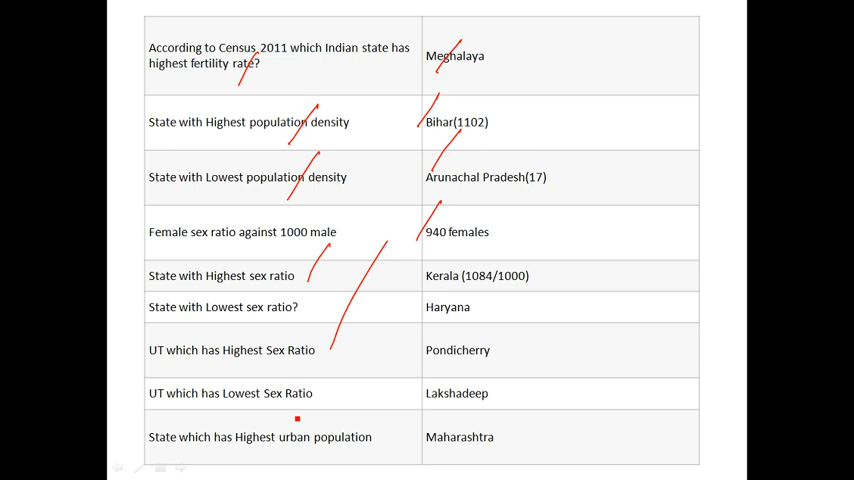 According to Census 2011 which Indian state has
highest fertility rate?
Meghalaya
State with Highest population density
Bihar(1102)
State with Lowest population density
Arunachal Pradesh(17)
Female sex ratio against 1000 male
940 females
State with Highest sex ratio
Kerala (1084/1000)
State with Lowest sex ratio?
Haryana
UT which has Highest Sex Ratio
Pondicherry
UT which has Lowest Sex Ratio
Lakshadeep
State which has Highest urban population
Maharashtra